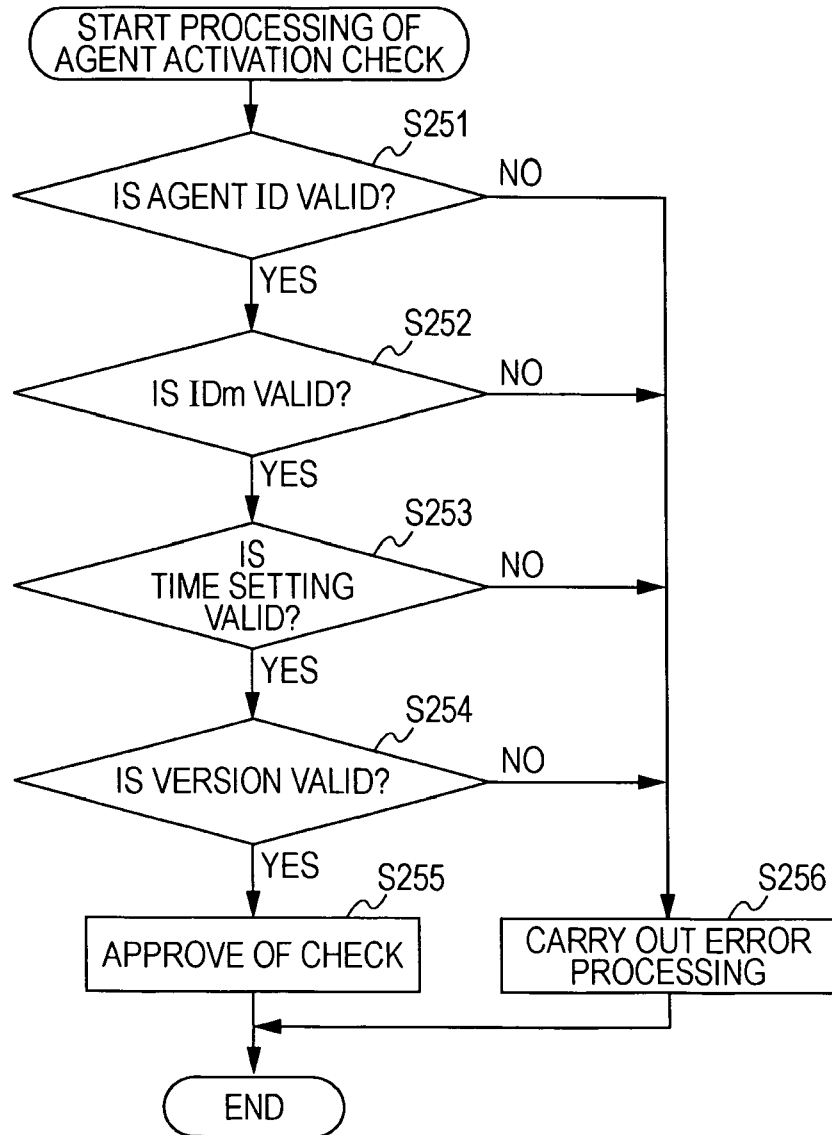 START PROCESSING OF
AGENT ACTIVATION CHECK
S251
IS AGENT ID VALID?
NO
YES
S252
IS IDm VALID?
NO
YES
S253
IS
TIME SETTING
VALID?
NO
YES
S254
IS VERSION VALID?
NO
YES
S255
APPROVE OF CHECK
S256
CARRY OUT ERROR
PROCESSING
END